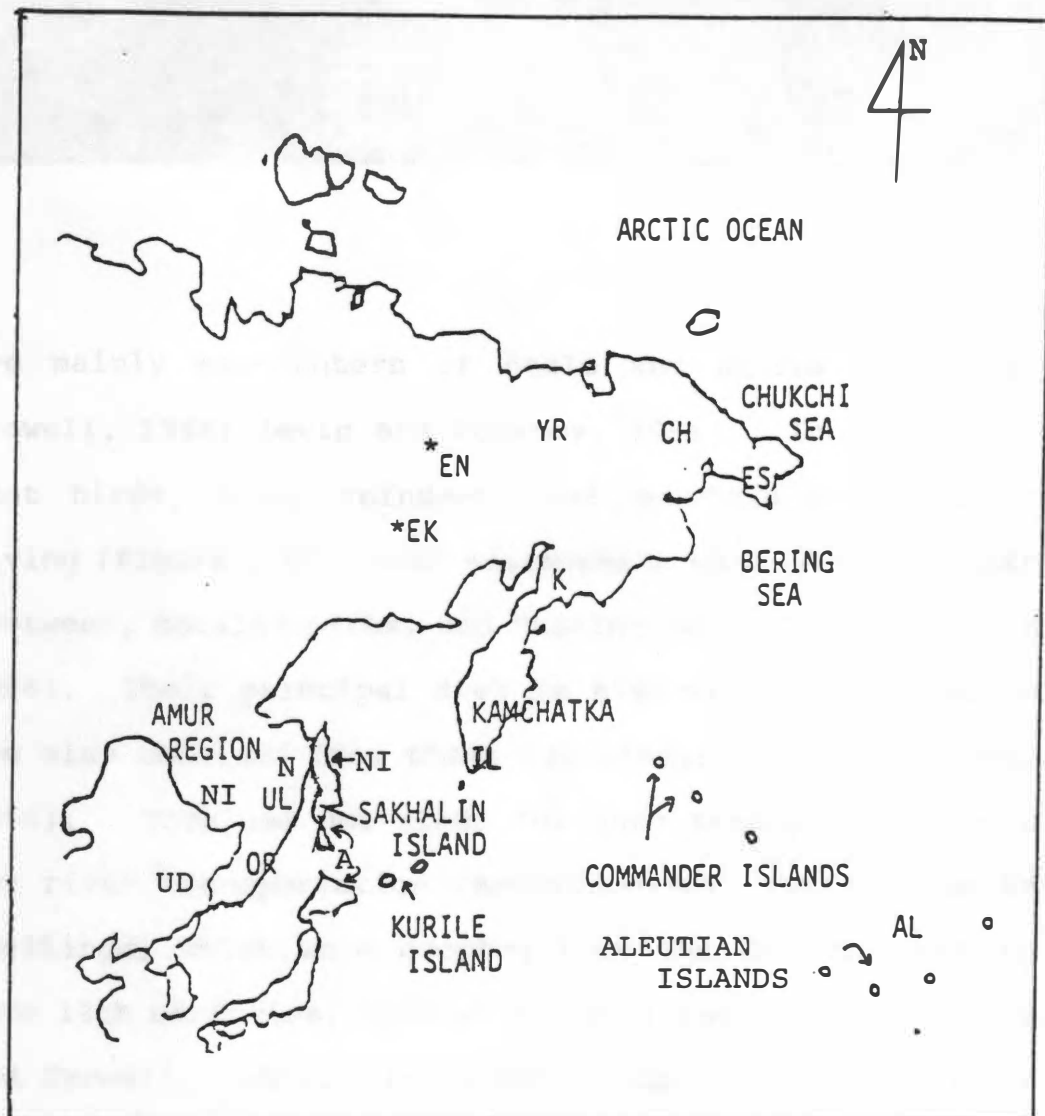 N
ARCTIC OCEAN
CHUKCHI
SEA
YR
CH
*EN
ES
*EK
BERING
SEA
K
KAMCHATKA
AMUR
REGION
N
NI
IL
NI
UL
SAKHALIN
ISLAND
OR
A
UD
COMMANDER ISLANDS
KURILE
ISLAND
AL
ALEUTIAN
ISLANDS